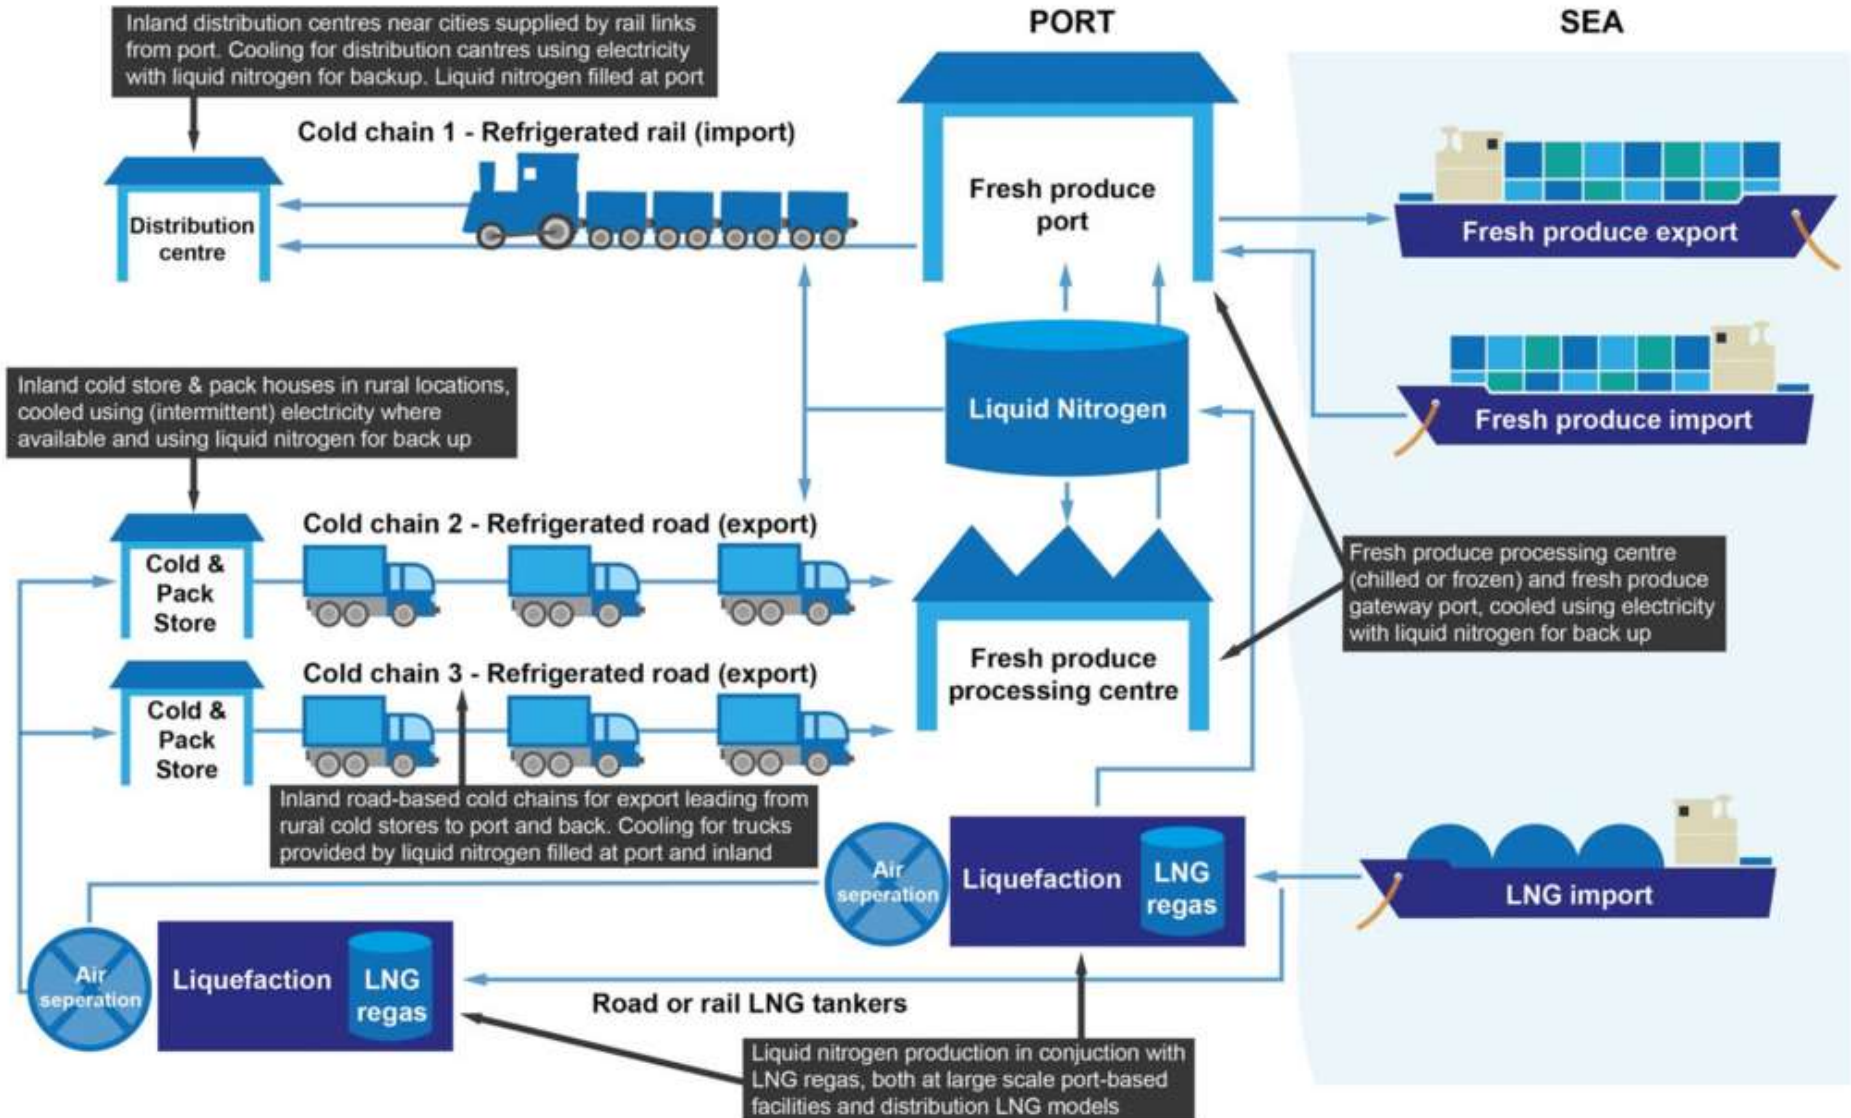 PORT
SEA
Inland distribution centres near cities supplied by rail links
from port. Cooling for distribution cantres using electricity
with liquid nitrogen for backup. Liquid nitrogen filled at port
Cold chain 1 - Refrigerated rail (import)
Distribution
centre
Fresh produce
port
Fresh produce export
Fresh produce import
Liquid Nitrogen
Inland cold store & pack houses in rural locations,
cooled using (intermittent) electricity where
available and using liquid nitrogen for back up
Cold chain 2 - Refrigerated road (export)
Cold &
Pack
Store
Fresh produce processing centre
(chilled or frozen) and fresh produce
gateway port, cooled using electricity
with liquid nitrogen for back up
Cold chain 3 - Refrigerated road (export)
Cold &
Pack
Store
Fresh produce
processing centre
Inland road-based cold chains for export leading from
rural cold stores to port and back. Cooling for trucks
provided by liquid nitrogen filled at port and inland
Air
seperation
Liquefaction
LNG
regas
LNG import
Air
seperation
Liquefaction
LNG
regas
Road or rail LNG tankers
Liquid nitrogen production in conjuction with
LNG regas, both at large scale port-based
facilities and distribution LNG models